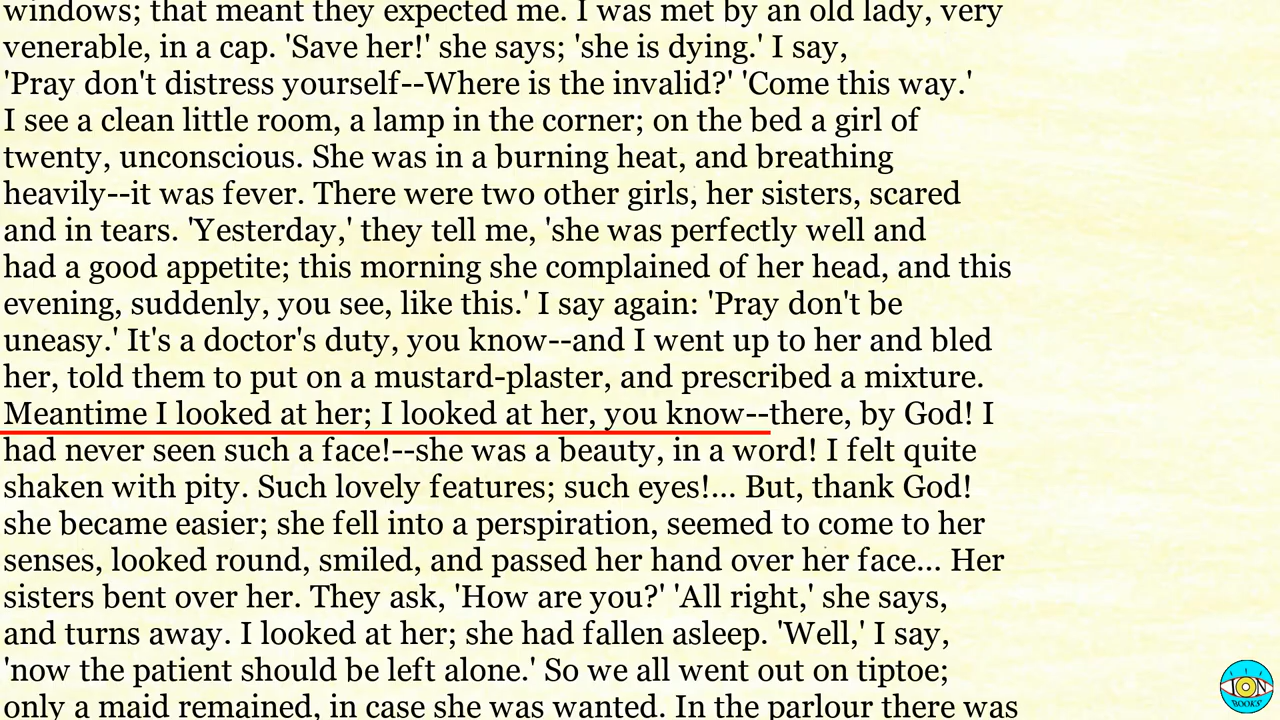 windows; that meant they expected me. I was met by an old lady, very
venerable, in a cap. 'Save her!' she says; 'she is dying.' I say,
'Pray don't distress yourself--Where is the invalid?' 'Come this way.'
I see a clean little room, a lamp in the corner; on the bed a girl of
twenty, unconscious. She was in a burning heat, and breathing
heavily--it was fever. There were two other girls, her sisters, scared
and in tears. 'Yesterday,' they tell me, 'she was perfectly well and
had a good appetite; this morning she complained of her head, and this
evening, suddenly, you see, like this.' I say again: 'Pray don't be
uneasy.' It's a doctor's duty, you know--and I went up to her and bled
her, told them to put on a mustard-plaster, and prescribed a mixture.
Meantime I looked at her; I looked at her, you know--there, by God! I
had never seen such a face!--she was a beauty, in a word! I felt quite
shaken with pity. Such lovely features; such eyes!... But, thank God!
she became easier; she fell into a perspiration, seemed to come to her
senses, looked round, smiled, and passed her hand over her face... Her
sisters bent over her. They ask, 'How are you?' 'All right,' she says,
and turns away. I looked at her; she had fallen asleep. 'Well,' I say,
'now the patient should be left alone.' So we all went out on tiptoe;
only a maid remained, in case she was wanted. In the parlour there was
ION
BOOKS